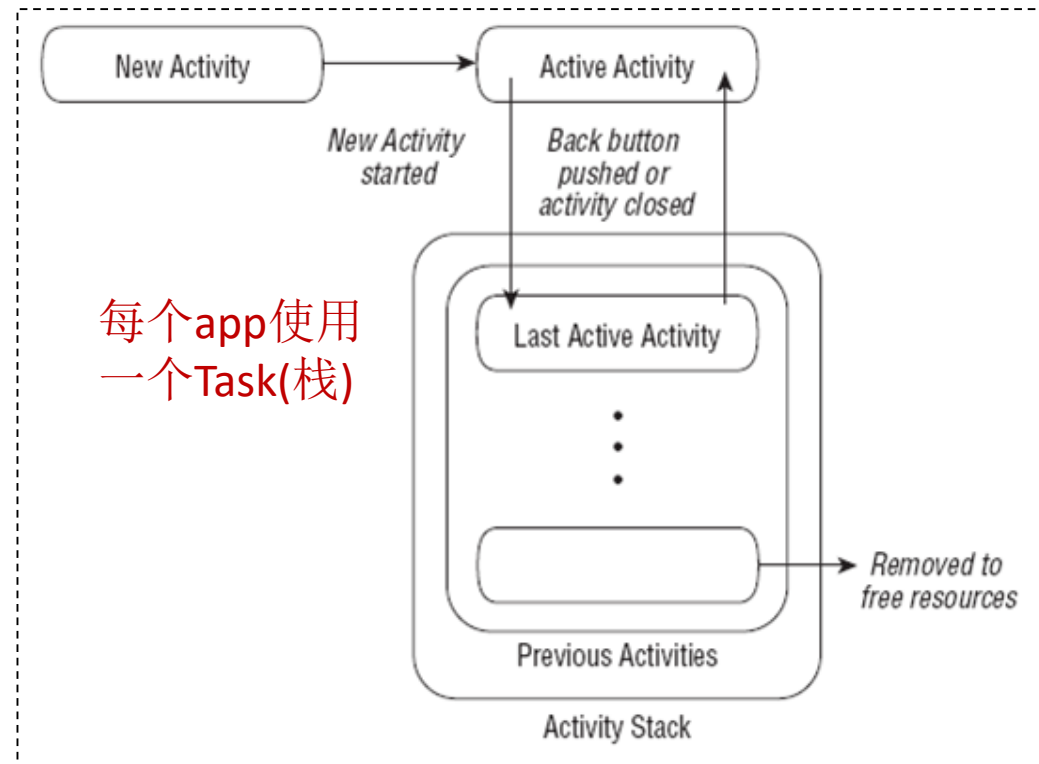 New Activity
Active Activity
New Activity
started
Back button
pushed or
activity closed
每个app使用
一个Task(栈)
Last Active Activity
Removed to
free resources
Previous Activities
Activity Stack